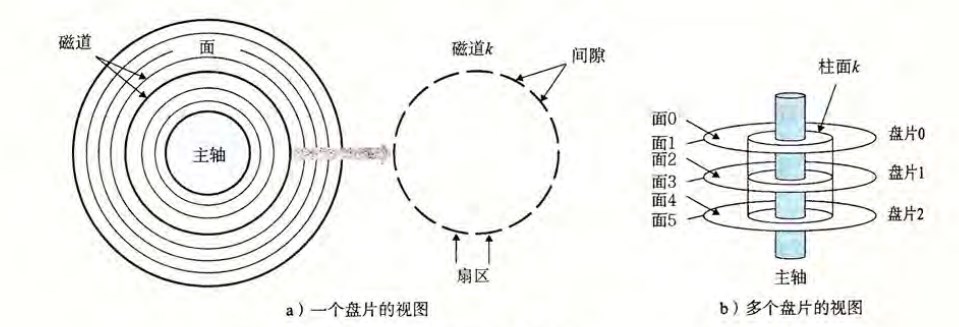 磁道
面
主轴
磁道k
间隙
扇区
a）一个盘片的视图
柱面k
面0
面1
面2
面3
面4
面5
盘片0
盘片1
盘片2
主轴
b）多个盘片的视图